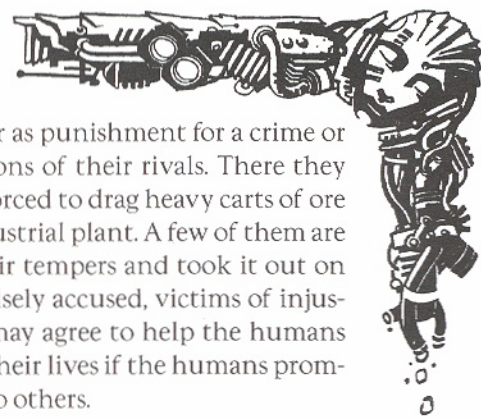 r as punishment for a crime or
ons of their rivals. There they
orced to drag heavy carts of ore
ustrial plant. A few of them are
ir tempers and took it out on
sely accused, victims of injus-
may agree to help the humans
heir lives if the humans prom-
o others.